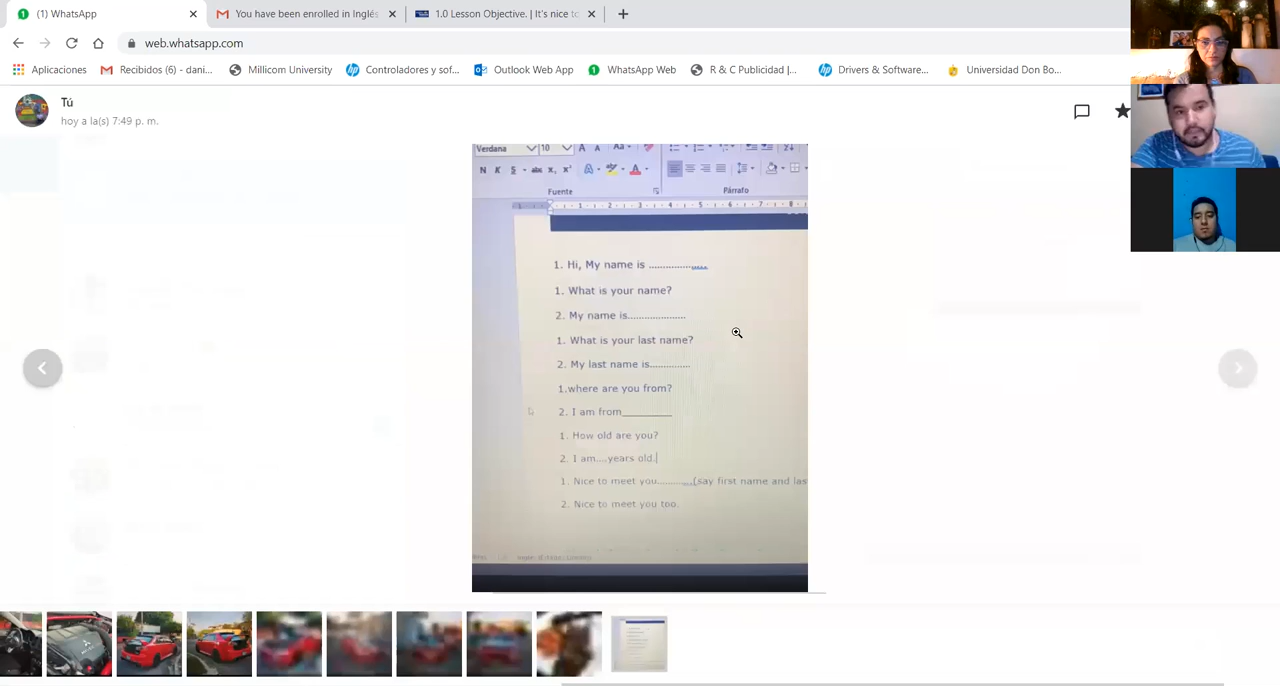 (1) WhatsApp
You have been enrolled in Inglés
1.0 Lesson Objective. | It's nice to
web.whatsapp.com
Aplicaciones
Recibidos (6) - dani...
Millicom University
Controladores y sof...
Outlook Web App
WhatsApp Web
R & C Publicidad |...
Drivers & Software...
Universidad Don Bo...
Tú
hoy a la(s) 7:49 p. m.
Verdana 10
Fuente
Párrafo
1. Hi, My name is ....................
1. What is your name?
2. My name is....................
1. What is your last name?
2. My last name is..............
1.where are you from?
2. I am from_________
1. How old are you?
2. I am....years old.
1. Nice to meet you............(say first name and las
2. Nice to meet you too.